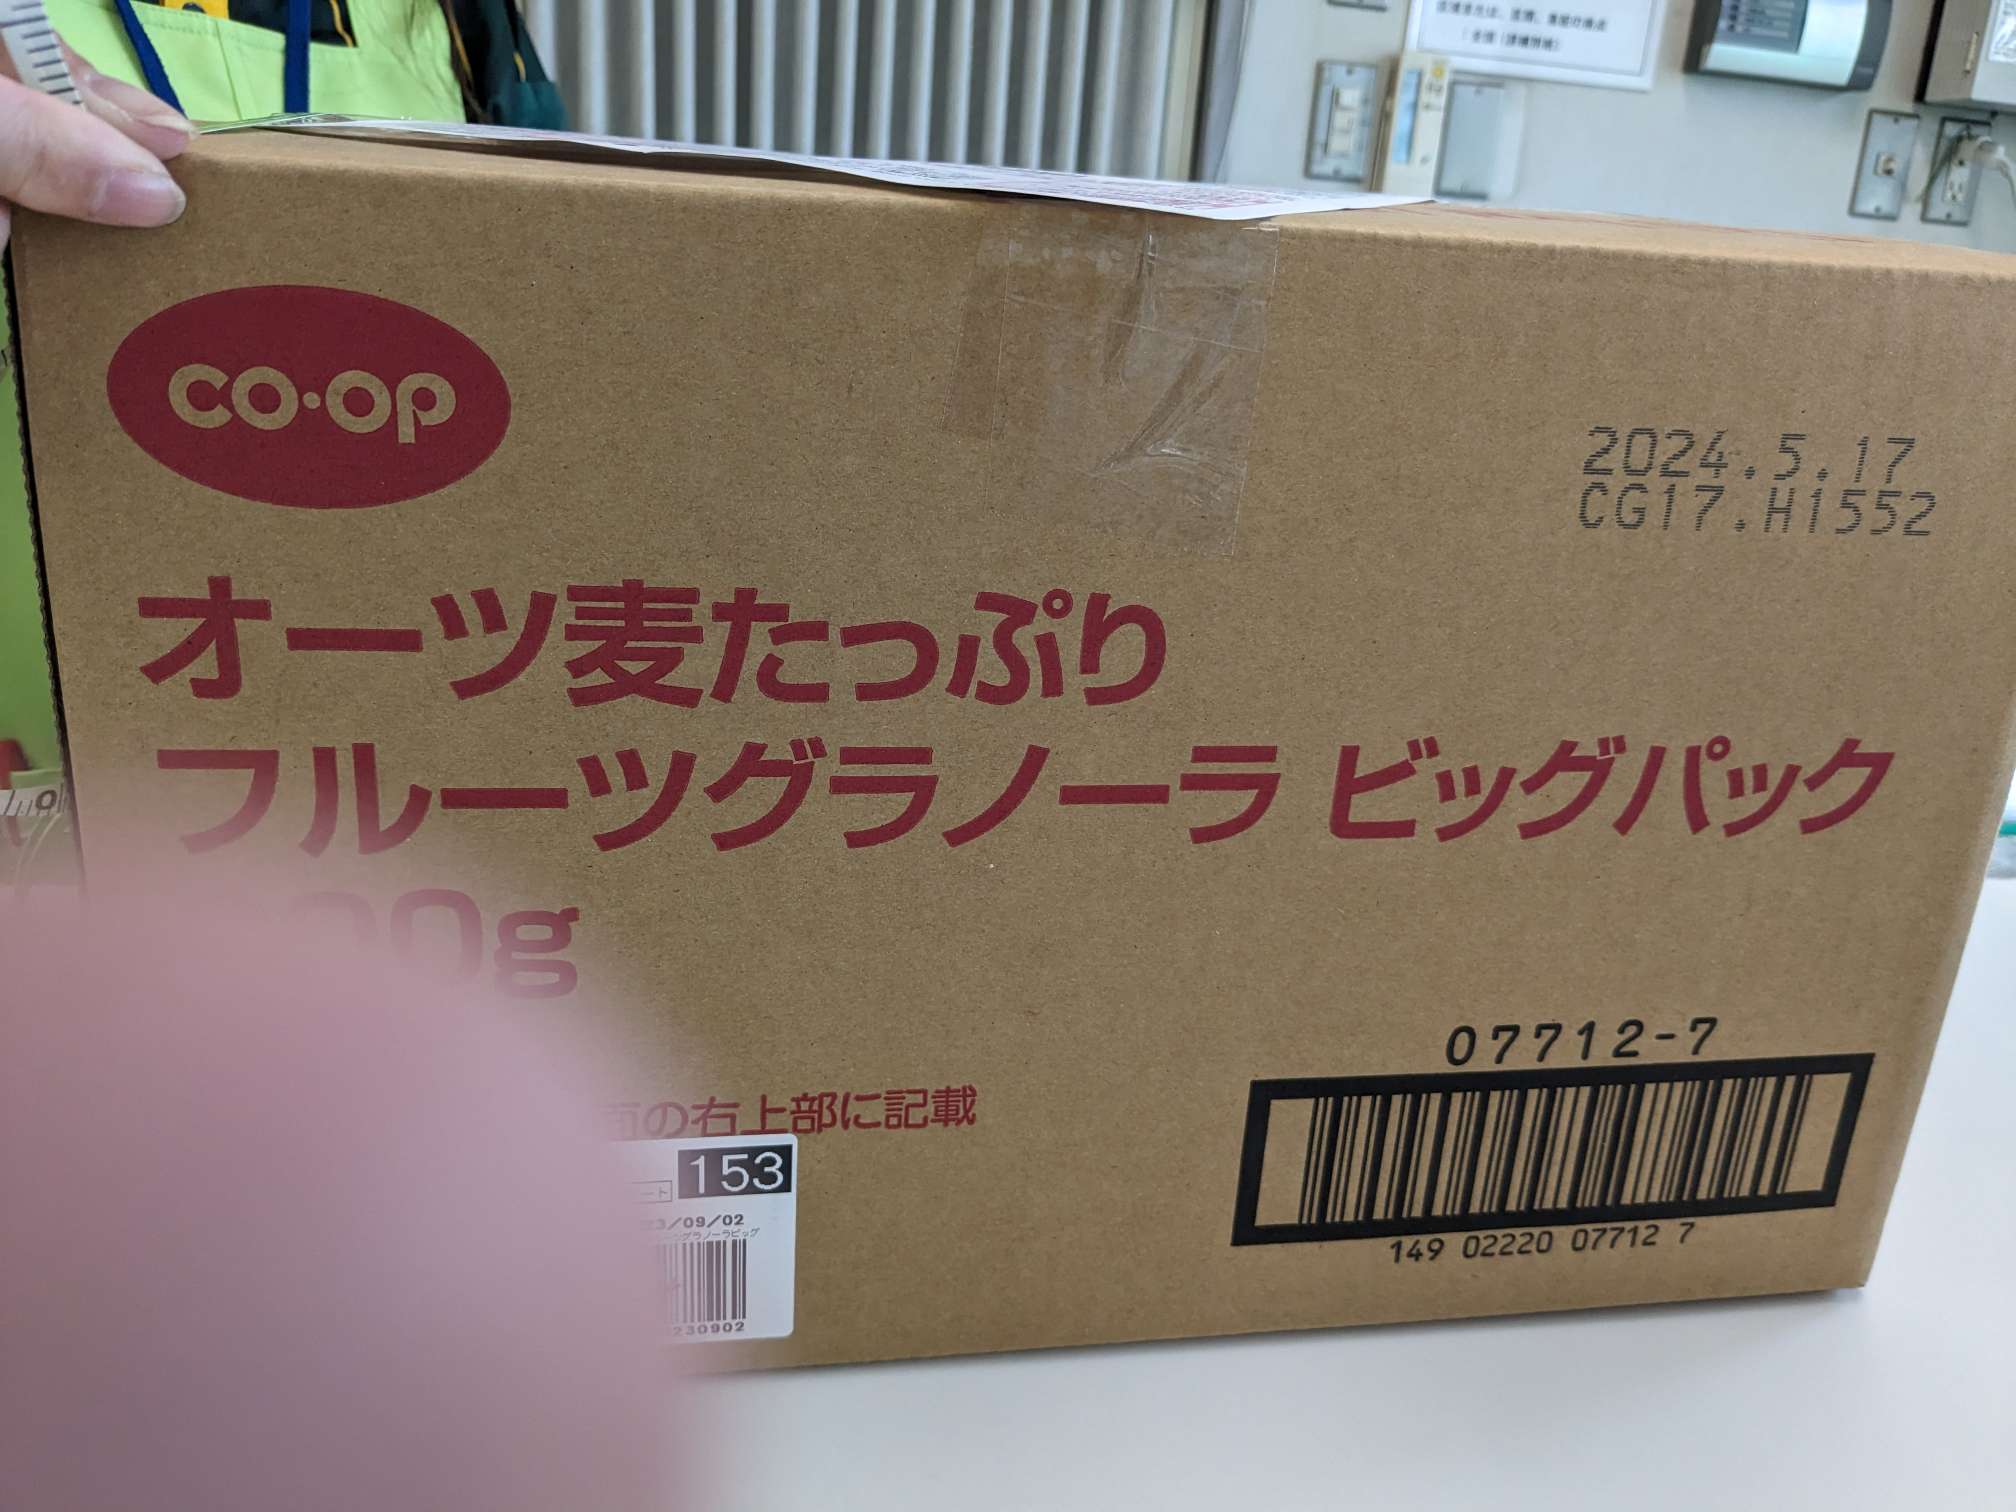 CO・OP
2024.5.17
CG17.H1552
オーツ麦たっぷり
フルーツグラノーラ ビッグパック
00g
07712-7
面の右上部に記載
153
23/09/02
グラノーラビッグ
230902
149 02220 07712 7